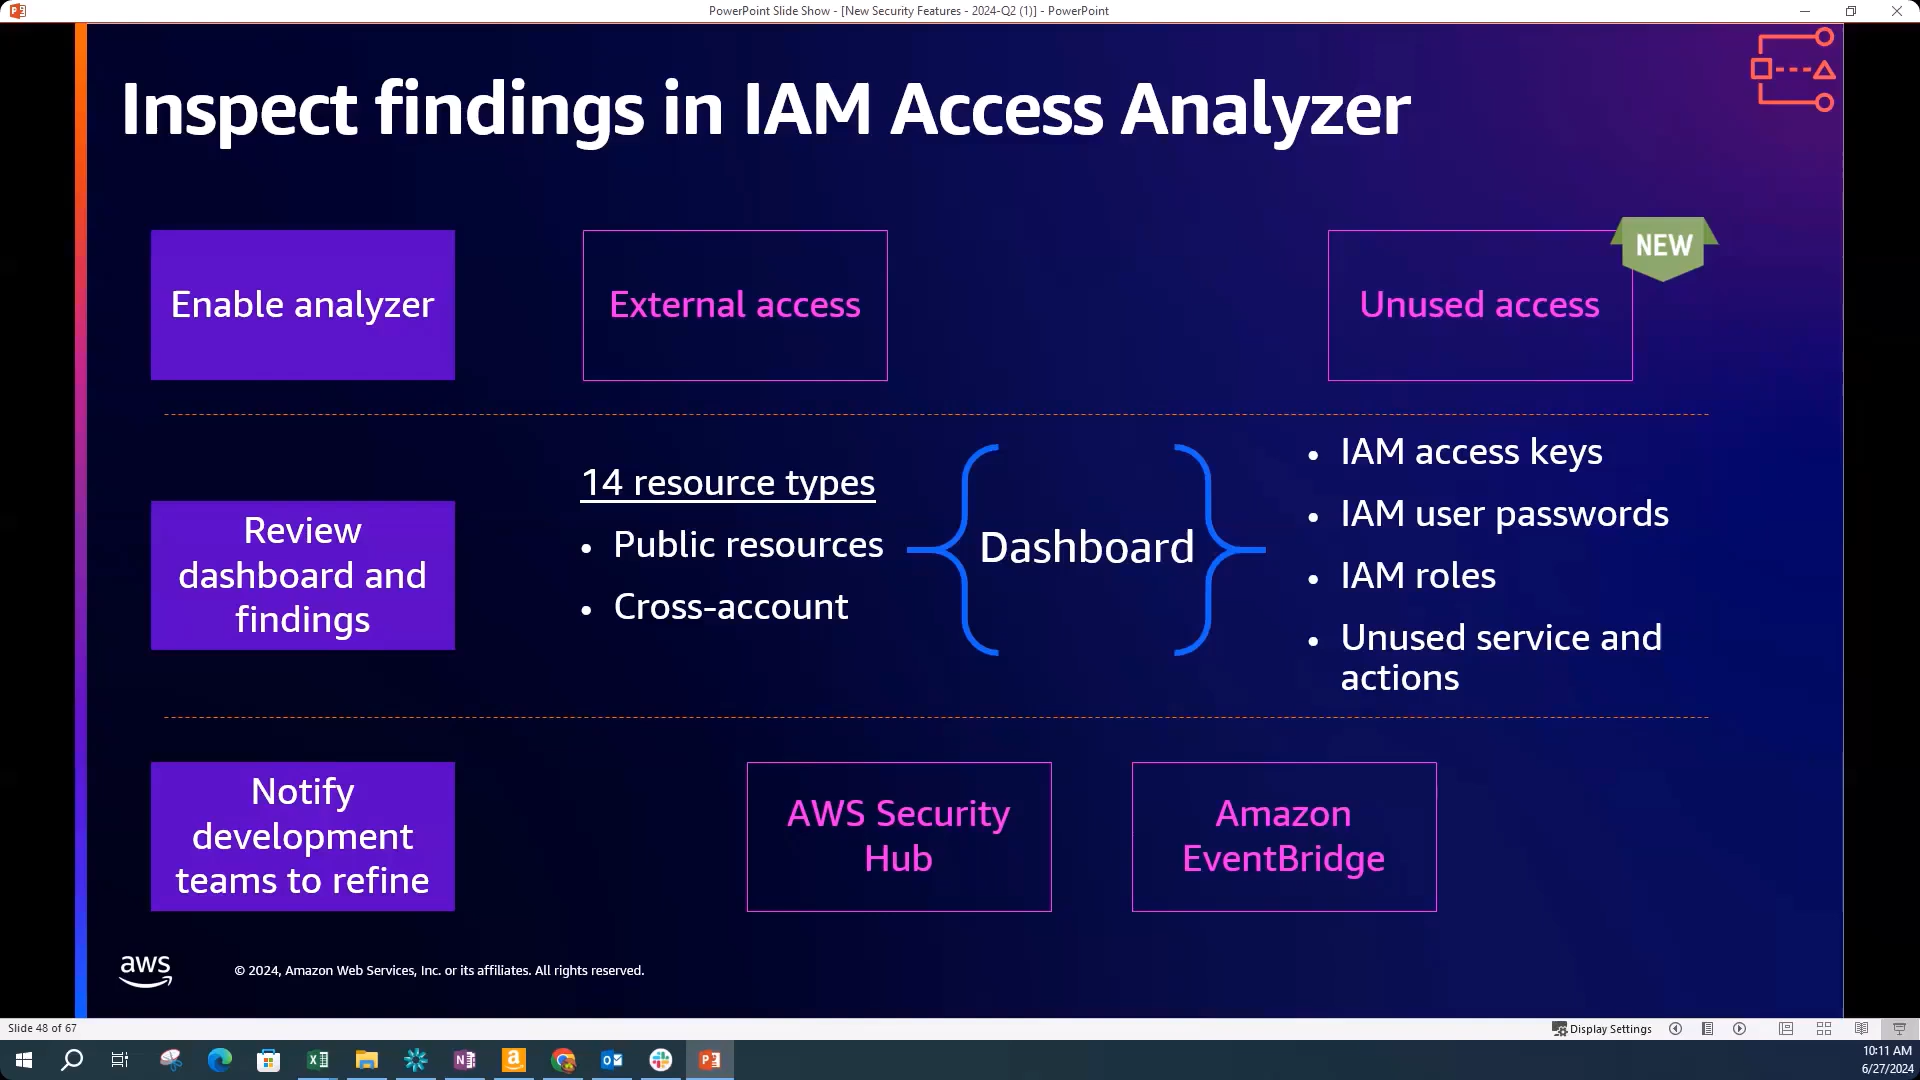 PowerPoint Slide Show - [New Security Features - 2024-Q2 (1)] - PowerPoint
Inspect findings in IAM Access Analyzer
Enable analyzer
External access
Unused access
NEW
Review
dashboard and
findings
14 resource types
• Public resources
• Cross-account
Dashboard
• IAM access keys
• IAM user passwords
• IAM roles
• Unused service and
actions
Notify
development
teams to refine
AWS Security
Hub
Amazon
EventBridge
aws
© 2024, Amazon Web Services, Inc. or its affiliates. All rights reserved.
Slide 48 of 67
Display Settings
10:11 AM
6/27/2024